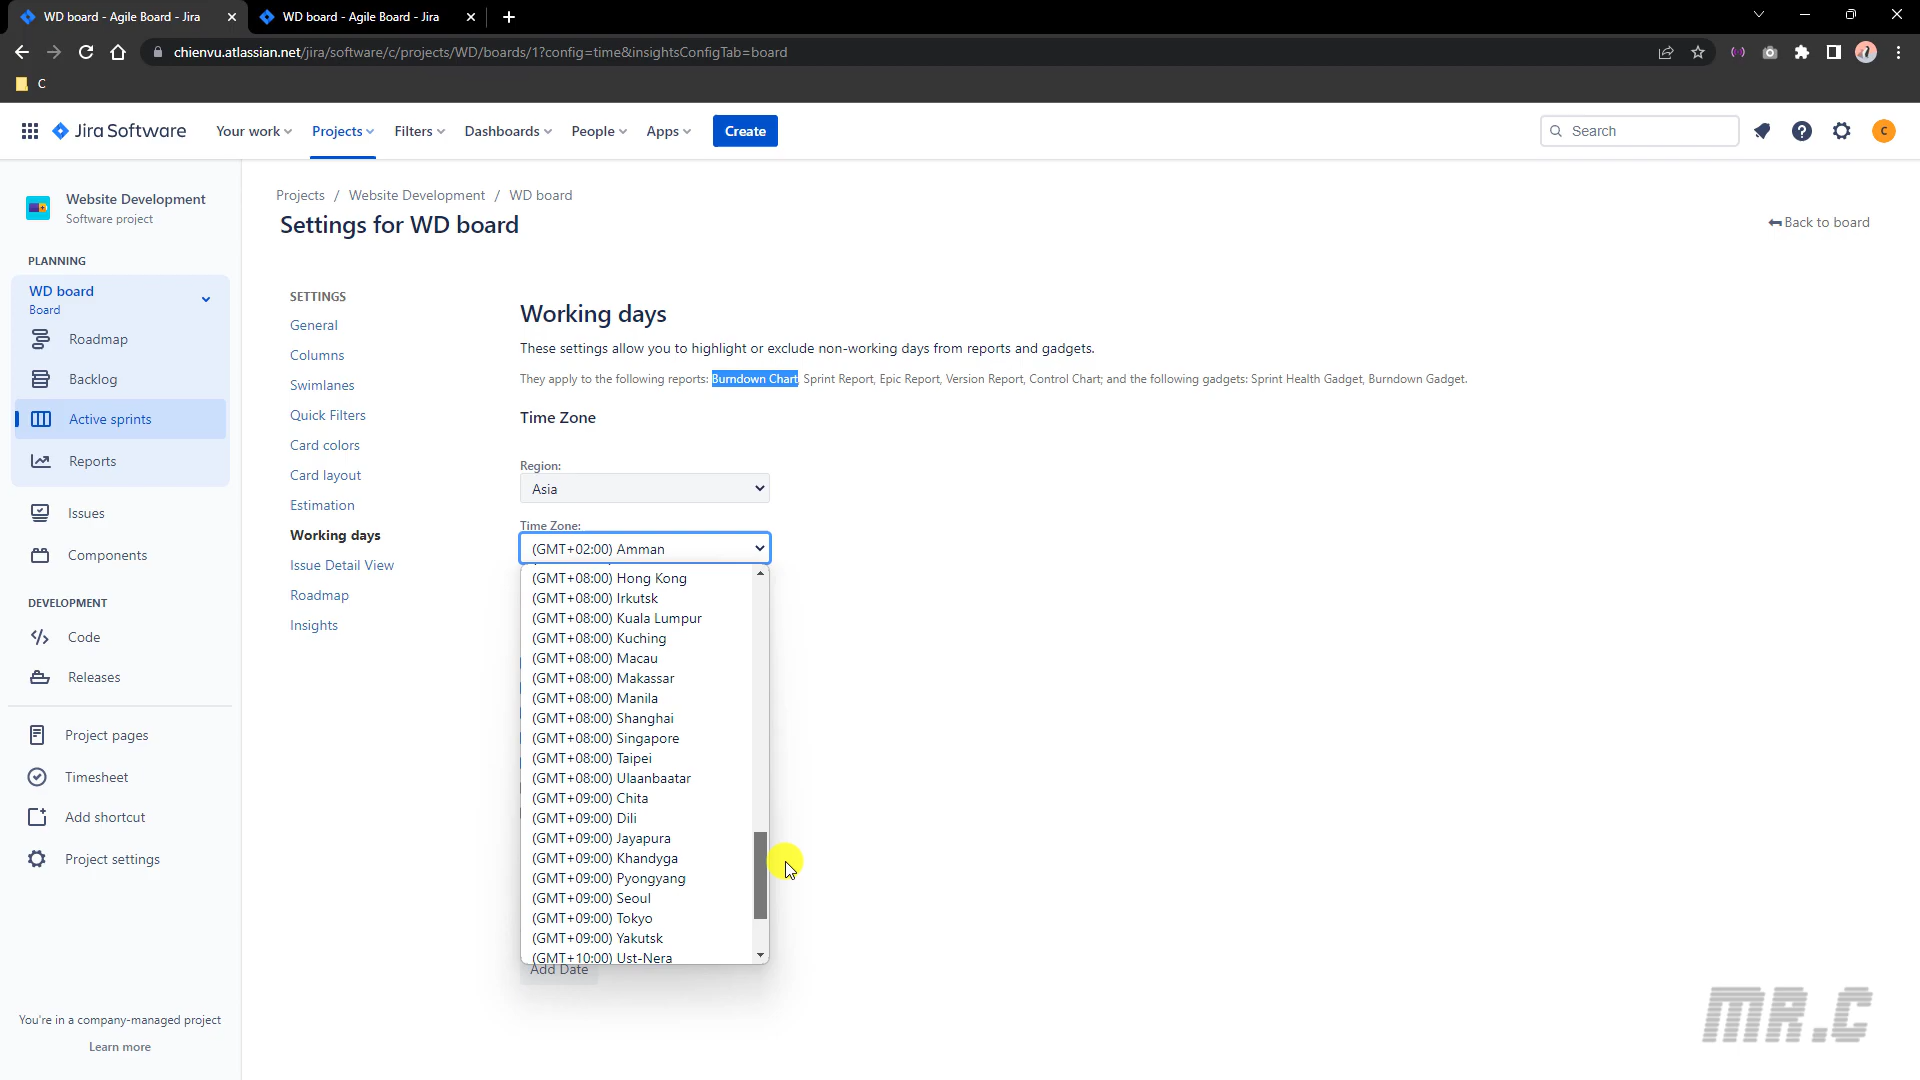 WD board - Agile Board - Jira
WD board - Agile Board - Jira
chienvu.atlassian.net/jira/software/c/projects/WD/boards/1?config=time&insightsConfigTab=board
C
Jira Software
Your work
Projects
Filters
Dashboards
People
Apps
Create
Search
C
Website Development
Software project
PLANNING
WD board
Board
Roadmap
Backlog
Active sprints
Reports
Issues
Components
DEVELOPMENT
Code
Releases
Project pages
Timesheet
Add shortcut
Project settings
You're in a company-managed project
Learn more
Projects / Website Development / WD board
Settings for WD board
Back to board
SETTINGS
General
Columns
Swimlanes
Quick Filters
Card colors
Card layout
Estimation
Working days
Issue Detail View
Roadmap
Insights
Working days
These settings allow you to highlight or exclude non-working days from reports and gadgets.
They apply to the following reports: Burndown Chart, Sprint Report, Epic Report, Version Report, Control Chart; and the following gadgets: Sprint Health Gadget, Burndown Gadget.
Time Zone
Region:
Asia
Time Zone:
(GMT+02:00) Amman
(GMT+08:00) Hong Kong
(GMT+08:00) Irkutsk
(GMT+08:00) Kuala Lumpur
(GMT+08:00) Kuching
(GMT+08:00) Macau
(GMT+08:00) Makassar
(GMT+08:00) Manila
(GMT+08:00) Shanghai
(GMT+08:00) Singapore
(GMT+08:00) Taipei
(GMT+08:00) Ulaanbaatar
(GMT+09:00) Chita
(GMT+09:00) Dili
(GMT+09:00) Jayapura
(GMT+09:00) Khandyga
(GMT+09:00) Pyongyang
(GMT+09:00) Seoul
(GMT+09:00) Tokyo
(GMT+09:00) Yakutsk
(GMT+10:00) Ust-Nera
Add Date
MR.C